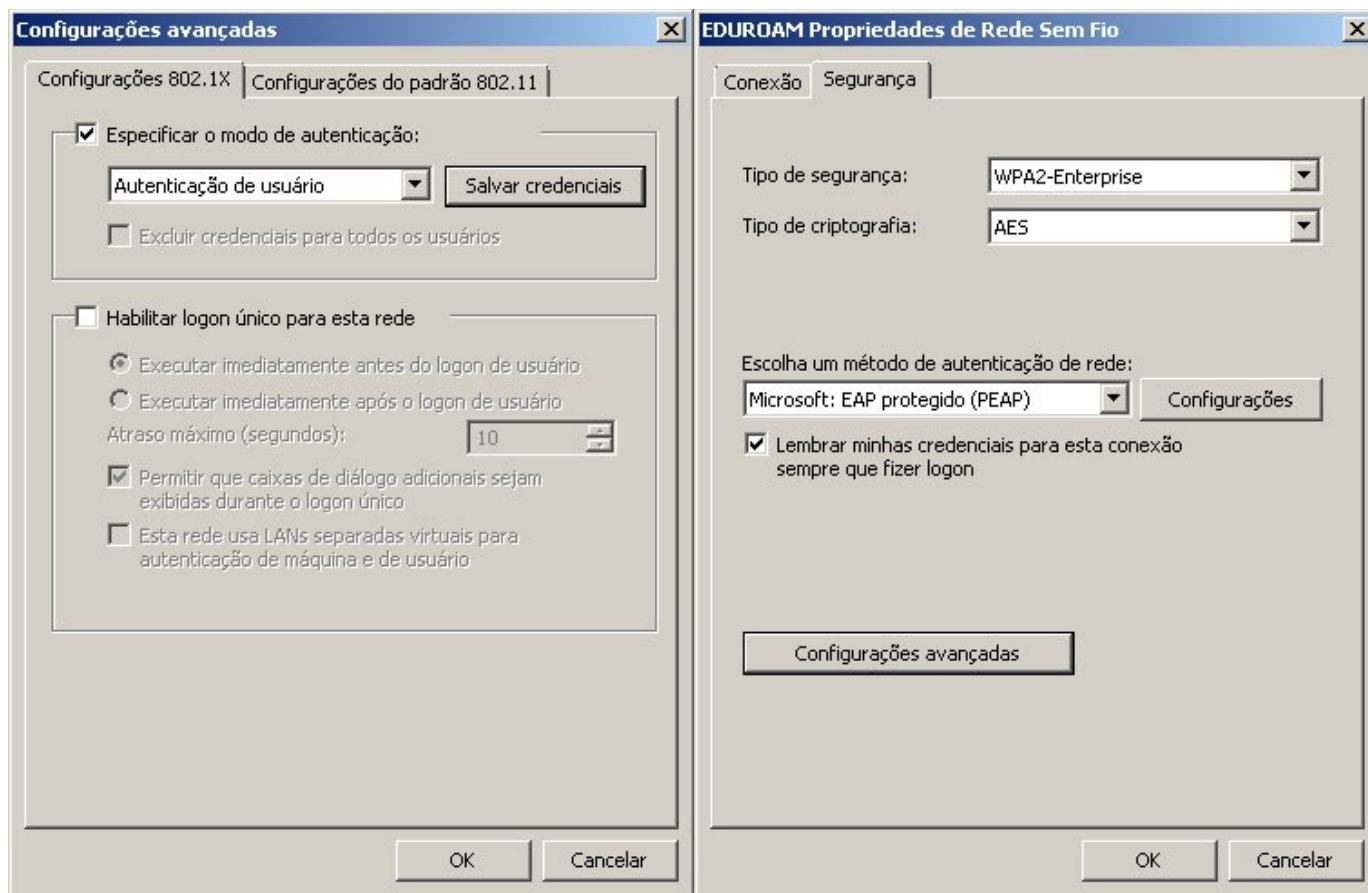 Configurações avançadas
Configurações 802.1X
Configurações do padrão 802.11
Especificar o modo de autenticação:
Autenticação de usuário
Salvar credenciais
Excluir credenciais para todos os usuários
Habilitar logon único para esta rede
Executar imediatamente antes do logon de usuário
Executar imediatamente após o logon de usuário
Atraso máximo (segundos):
10
Permitir que caixas de diálogo adicionais sejam
exibidas durante o logon único
Esta rede usa LANs separadas virtuais para
autenticação de máquina e de usuário
OK
Cancelar
EDUROAM Propriedades de Rede Sem Fio
Conexão
Segurança
Tipo de segurança:
WPA2-Enterprise
Tipo de criptografia:
AES
Escolha um método de autenticação de rede:
Microsoft: EAP protegido (PEAP)
Configurações
Lembrar minhas credenciais para esta conexão
sempre que fizer logon
Configurações avançadas
OK
Cancelar